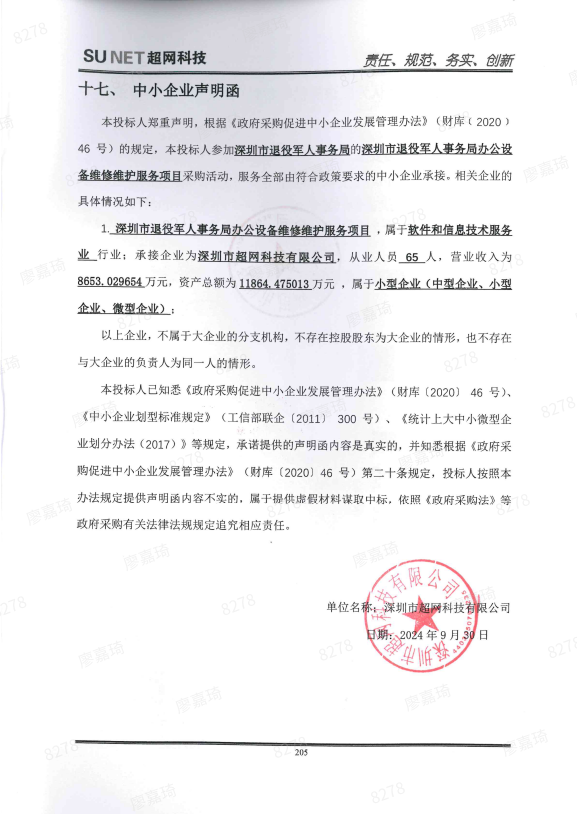 SUNET超网科技
责任、规范、务实、创新
十七、 中小企业声明函
本投标人郑重声明，根据《政府采购促进中小企业发展管理办法》（财库﹝2020﹞
46 号）的规定，本投标人参加深圳市退役军人事务局的深圳市退役军人事务局办公设
备维修维护服务项目采购活动，服务全部由符合政策要求的中小企业承接。相关企业的
具体情况如下：
1. 深圳市退役军人事务局办公设备维修维护服务项目 ，属于软件和信息技术服务
业 行业；承接企业为深圳市超网科技有限公司，从业人员 65 人，营业收入为
8653.029654 万元，资产总额为 11864.475013 万元 ，属于小型企业（中型企业、小型
企业、微型企业）；
以上企业，不属于大企业的分支机构，不存在控股股东为大企业的情形，也不存在
与大企业的负责人为同一人的情形。
本投标人已知悉《政府采购促进中小企业发展管理办法》（财库〔2020〕 46 号）、
《中小企业划型标准规定》（工信部联企〔2011〕 300 号）、《统计上大中小微型企
业划分办法（2017）》等规定，承诺提供的声明函内容是真实的，并知悉根据《政府采
购促进中小企业发展管理办法》（财库〔2020〕46 号）第二十条规定，投标人按照本
办法规定提供声明函内容不实的，属于提供虚假材料谋取中标，依照《政府采购法》等
政府采购有关法律法规规定追究相应责任。
单位名称：深圳市超网科技有限公司
日期：2024 年 9 月 30 日
深圳市超网科技有限公司
205
廖嘉琦
8278